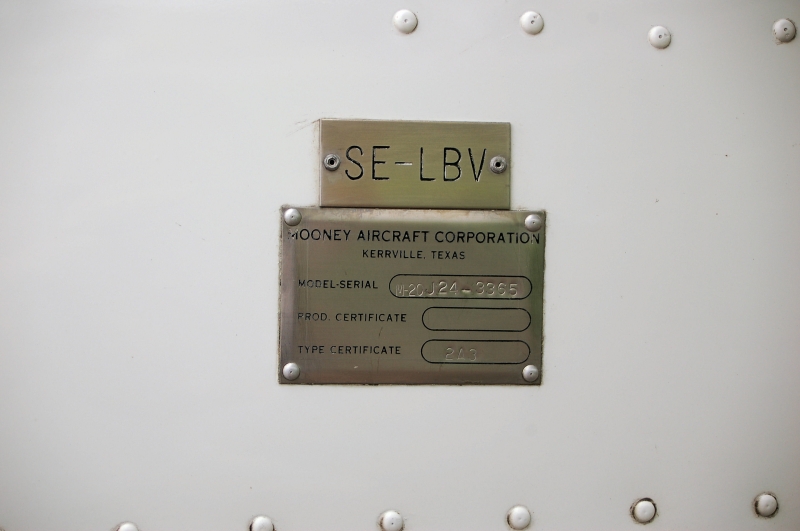 SE-LBV
MOONEY AIRCRAFT CORPORATION
KERRVILLE, TEXAS
MODEL-SERIAL M-20J 24-3365
PROD. CERTIFICATE
TYPE CERTIFICATE 2A3